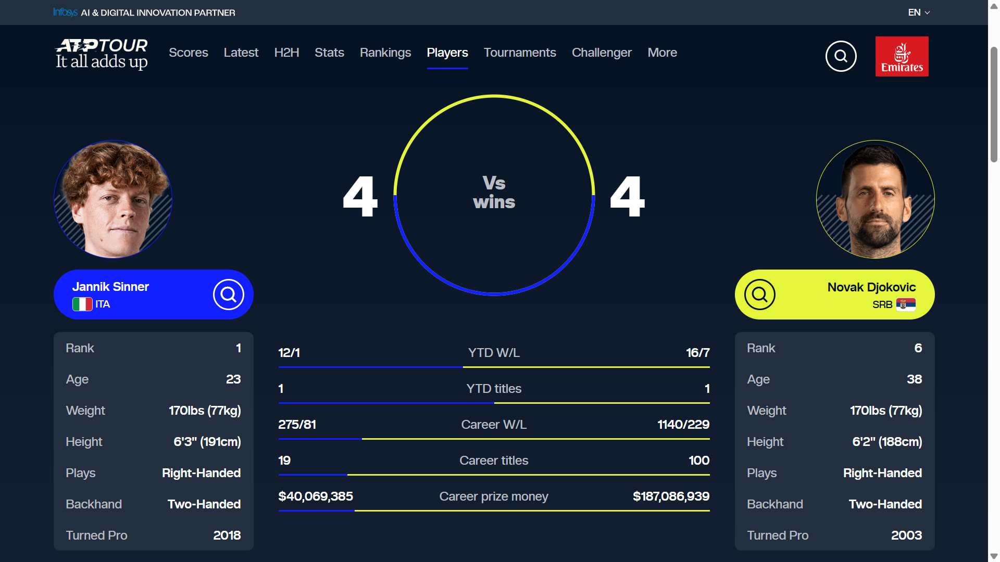 Infosys AI & DIGITAL INNOVATION PARTNER
EN
ATP TOUR
It all adds up
Scores Latest H2H Stats Rankings Players Tournaments Challenger More
Emirates
4
Vs
wins
4
Jannik Sinner
ITA
Novak Djokovic
SRB
Rank 1
Age 23
Weight 170lbs (77kg)
Height 6'3" (191cm)
Plays Right-Handed
Backhand Two-Handed
Turned Pro 2018
12/1 YTD W/L 16/7
1 YTD titles 1
275/81 Career W/L 1140/229
19 Career titles 100
$40,069,385 Career prize money $187,086,939
Rank 6
Age 38
Weight 170lbs (77kg)
Height 6'2" (188cm)
Plays Right-Handed
Backhand Two-Handed
Turned Pro 2003